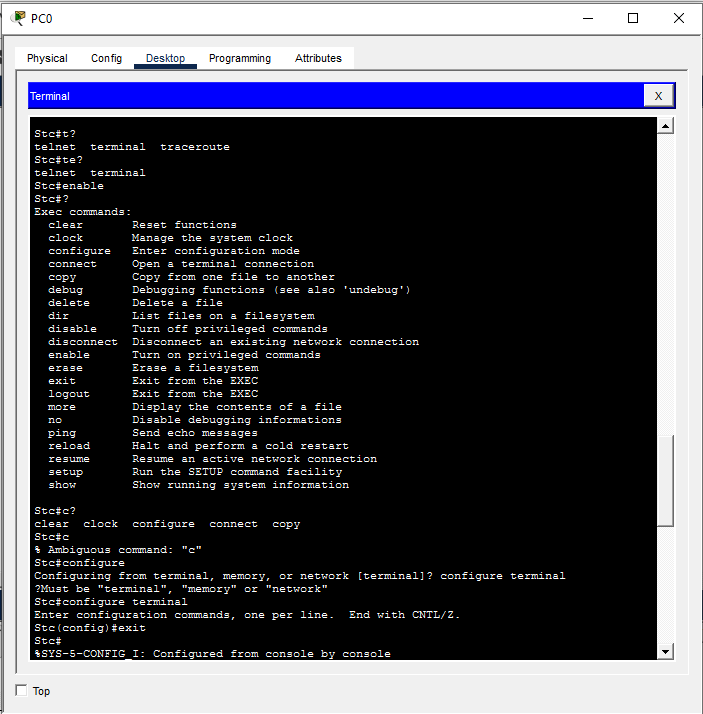 PC0
Physical Config Desktop Programming Attributes
Terminal X
Stc#t?
telnet  terminal  traceroute
Stc#te?
telnet  terminal
Stc#enable
Stc#?
Exec commands:
  clear       Reset functions
  clock       Manage the system clock
  configure   Enter configuration mode
  connect     Open a terminal connection
  copy        Copy from one file to another
  debug       Debugging functions (see also 'undebug')
  delete      Delete a file
  dir         List files on a filesystem
  disable     Turn off privileged commands
  disconnect  Disconnect an existing network connection
  enable      Turn on privileged commands
  erase       Erase a filesystem
  exit        Exit from the EXEC
  logout      Exit from the EXEC
  more        Display the contents of a file
  no          Disable debugging informations
  ping        Send echo messages
  reload      Halt and perform a cold restart
  resume      Resume an active network connection
  setup       Run the SETUP command facility
  show        Show running system information
Stc#c?
clear  clock  configure  connect  copy
Stc#c
% Ambiguous command: "c"
Stc#configure
Configuring from terminal, memory, or network [terminal]? configure terminal
?Must be "terminal", "memory" or "network"
Stc#configure terminal
Enter configuration commands, one per line.  End with CNTL/Z.
Stc(config)#exit
Stc#
%SYS-5-CONFIG_I: Configured from console by console
Top